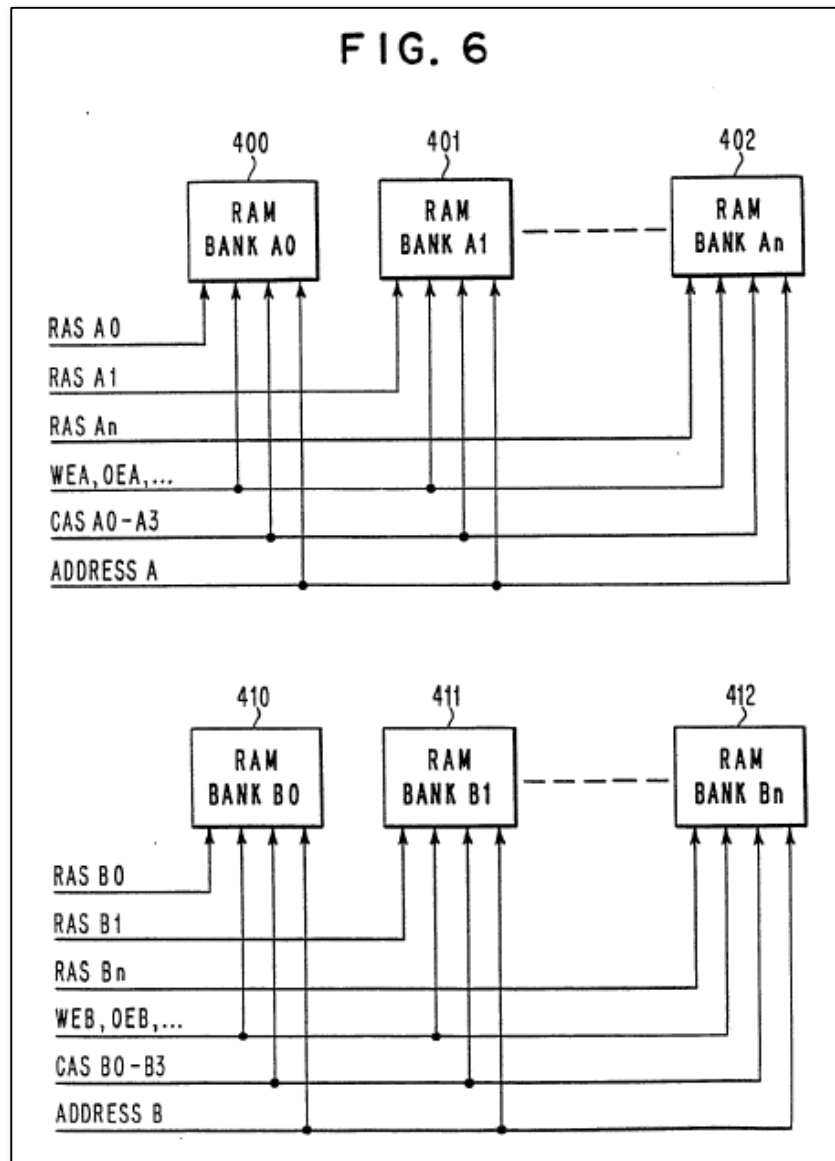 FIG. 6
400 401 402
RAM BANK A0
RAM BANK A1
RAM BANK An
RAS A0
RAS A1
RAS An
WEA, OEA,...
CAS A0-A3
ADDRESS A
410 411 412
RAM BANK B0
RAM BANK B1
RAM BANK Bn
RAS B0
RAS B1
RAS Bn
WEB, OEB,...
CAS B0-B3
ADDRESS B